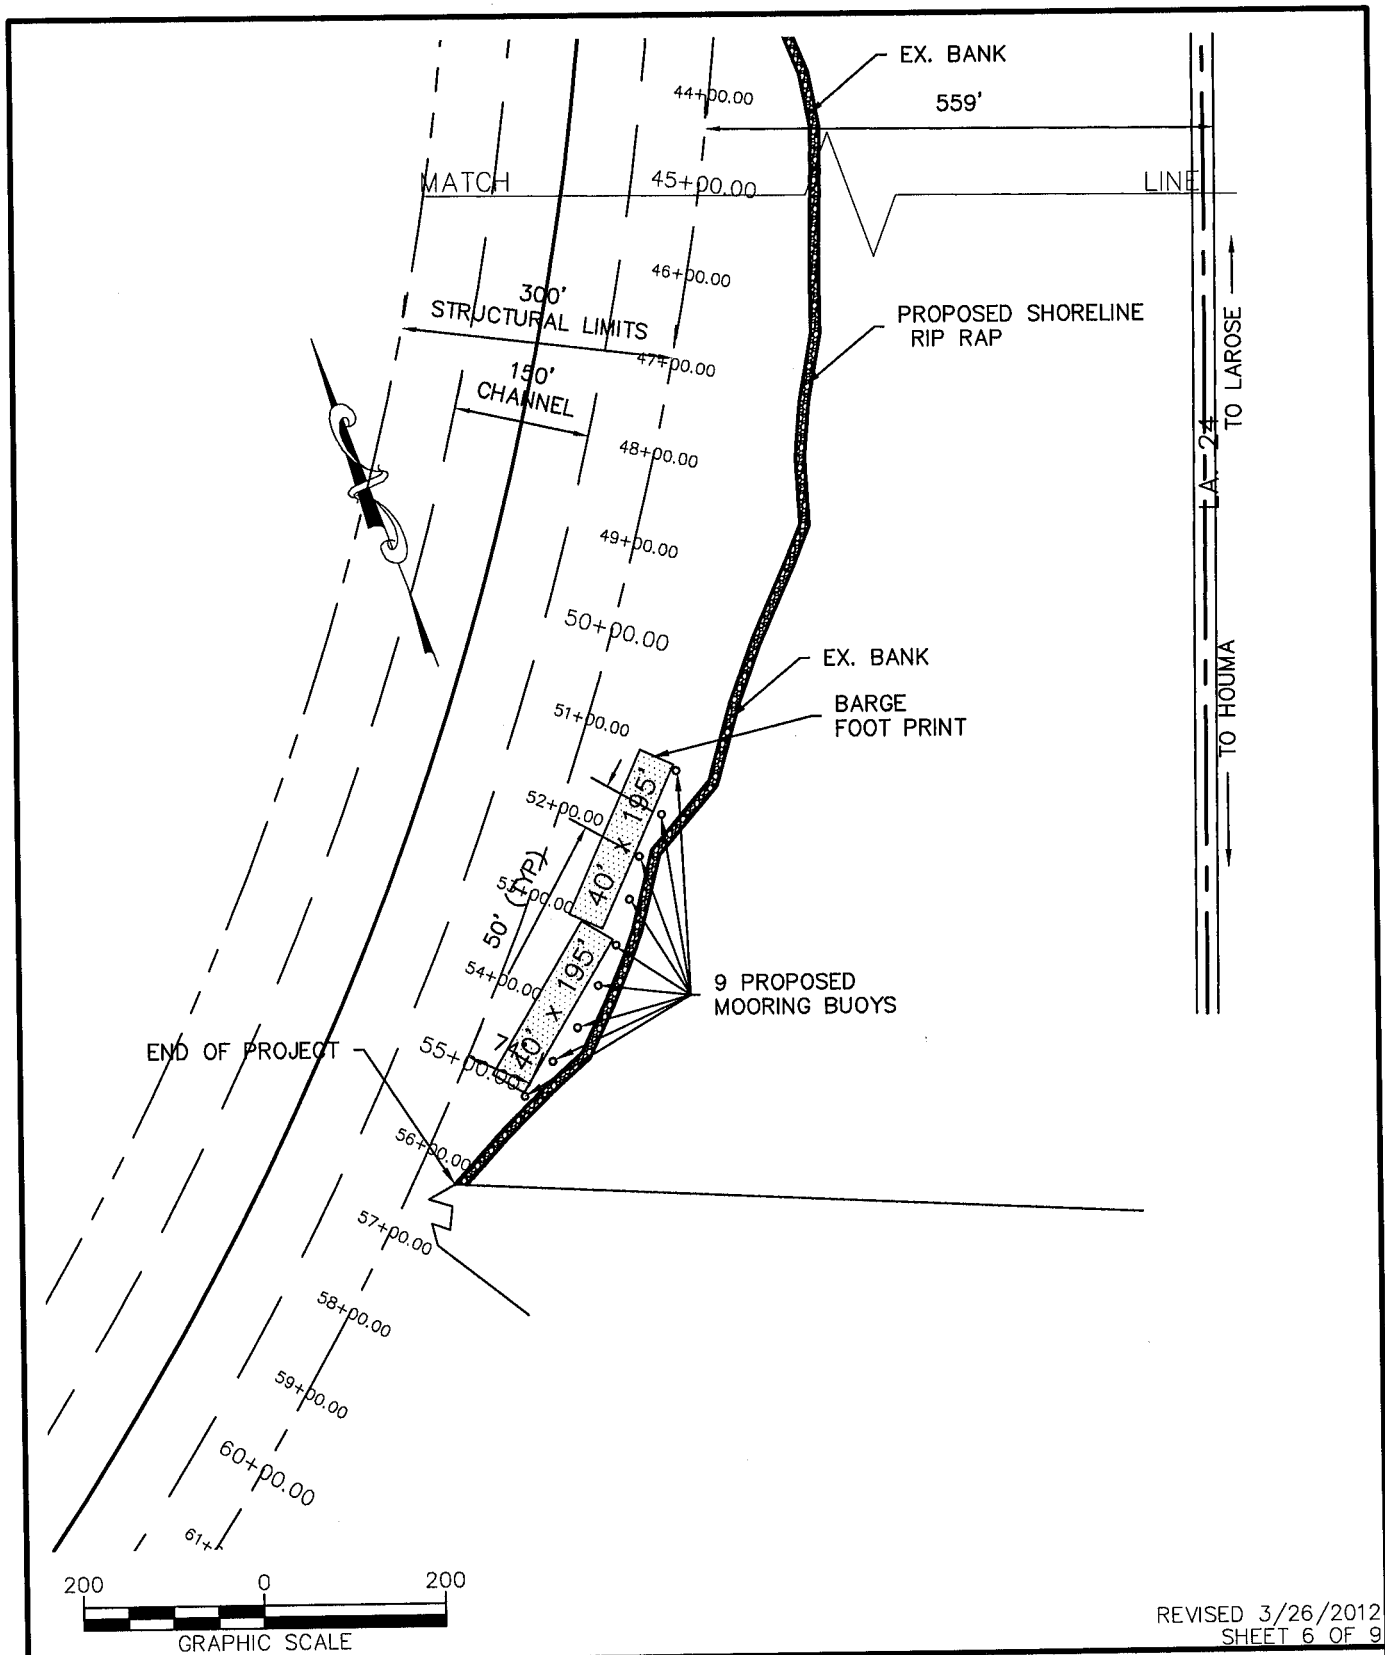 EX. BANK
44+00.00
559'
MATCH
45+00.00
LINE
46+00.00
300'
STRUCTURAL LIMITS
PROPOSED SHORELINE
RIP RAP
TO LAROSE
47+00.00
150'
CHANNEL
LA. 24
48+00.00
49+00.00
50+00.00
EX. BANK
TO HOUMA
BARGE
FOOT PRINT
51+00.00
40' x 195'
52+00.00
50' (TYP)
53+00.00
40' x 195'
54+00.00
9 PROPOSED
MOORING BUOYS
END OF PROJECT
55+00.00
56+00.00
57+00.00
58+00.00
59+00.00
60+00.00
200 0 200
GRAPHIC SCALE
REVISED 3/26/2012
SHEET 6 OF 9